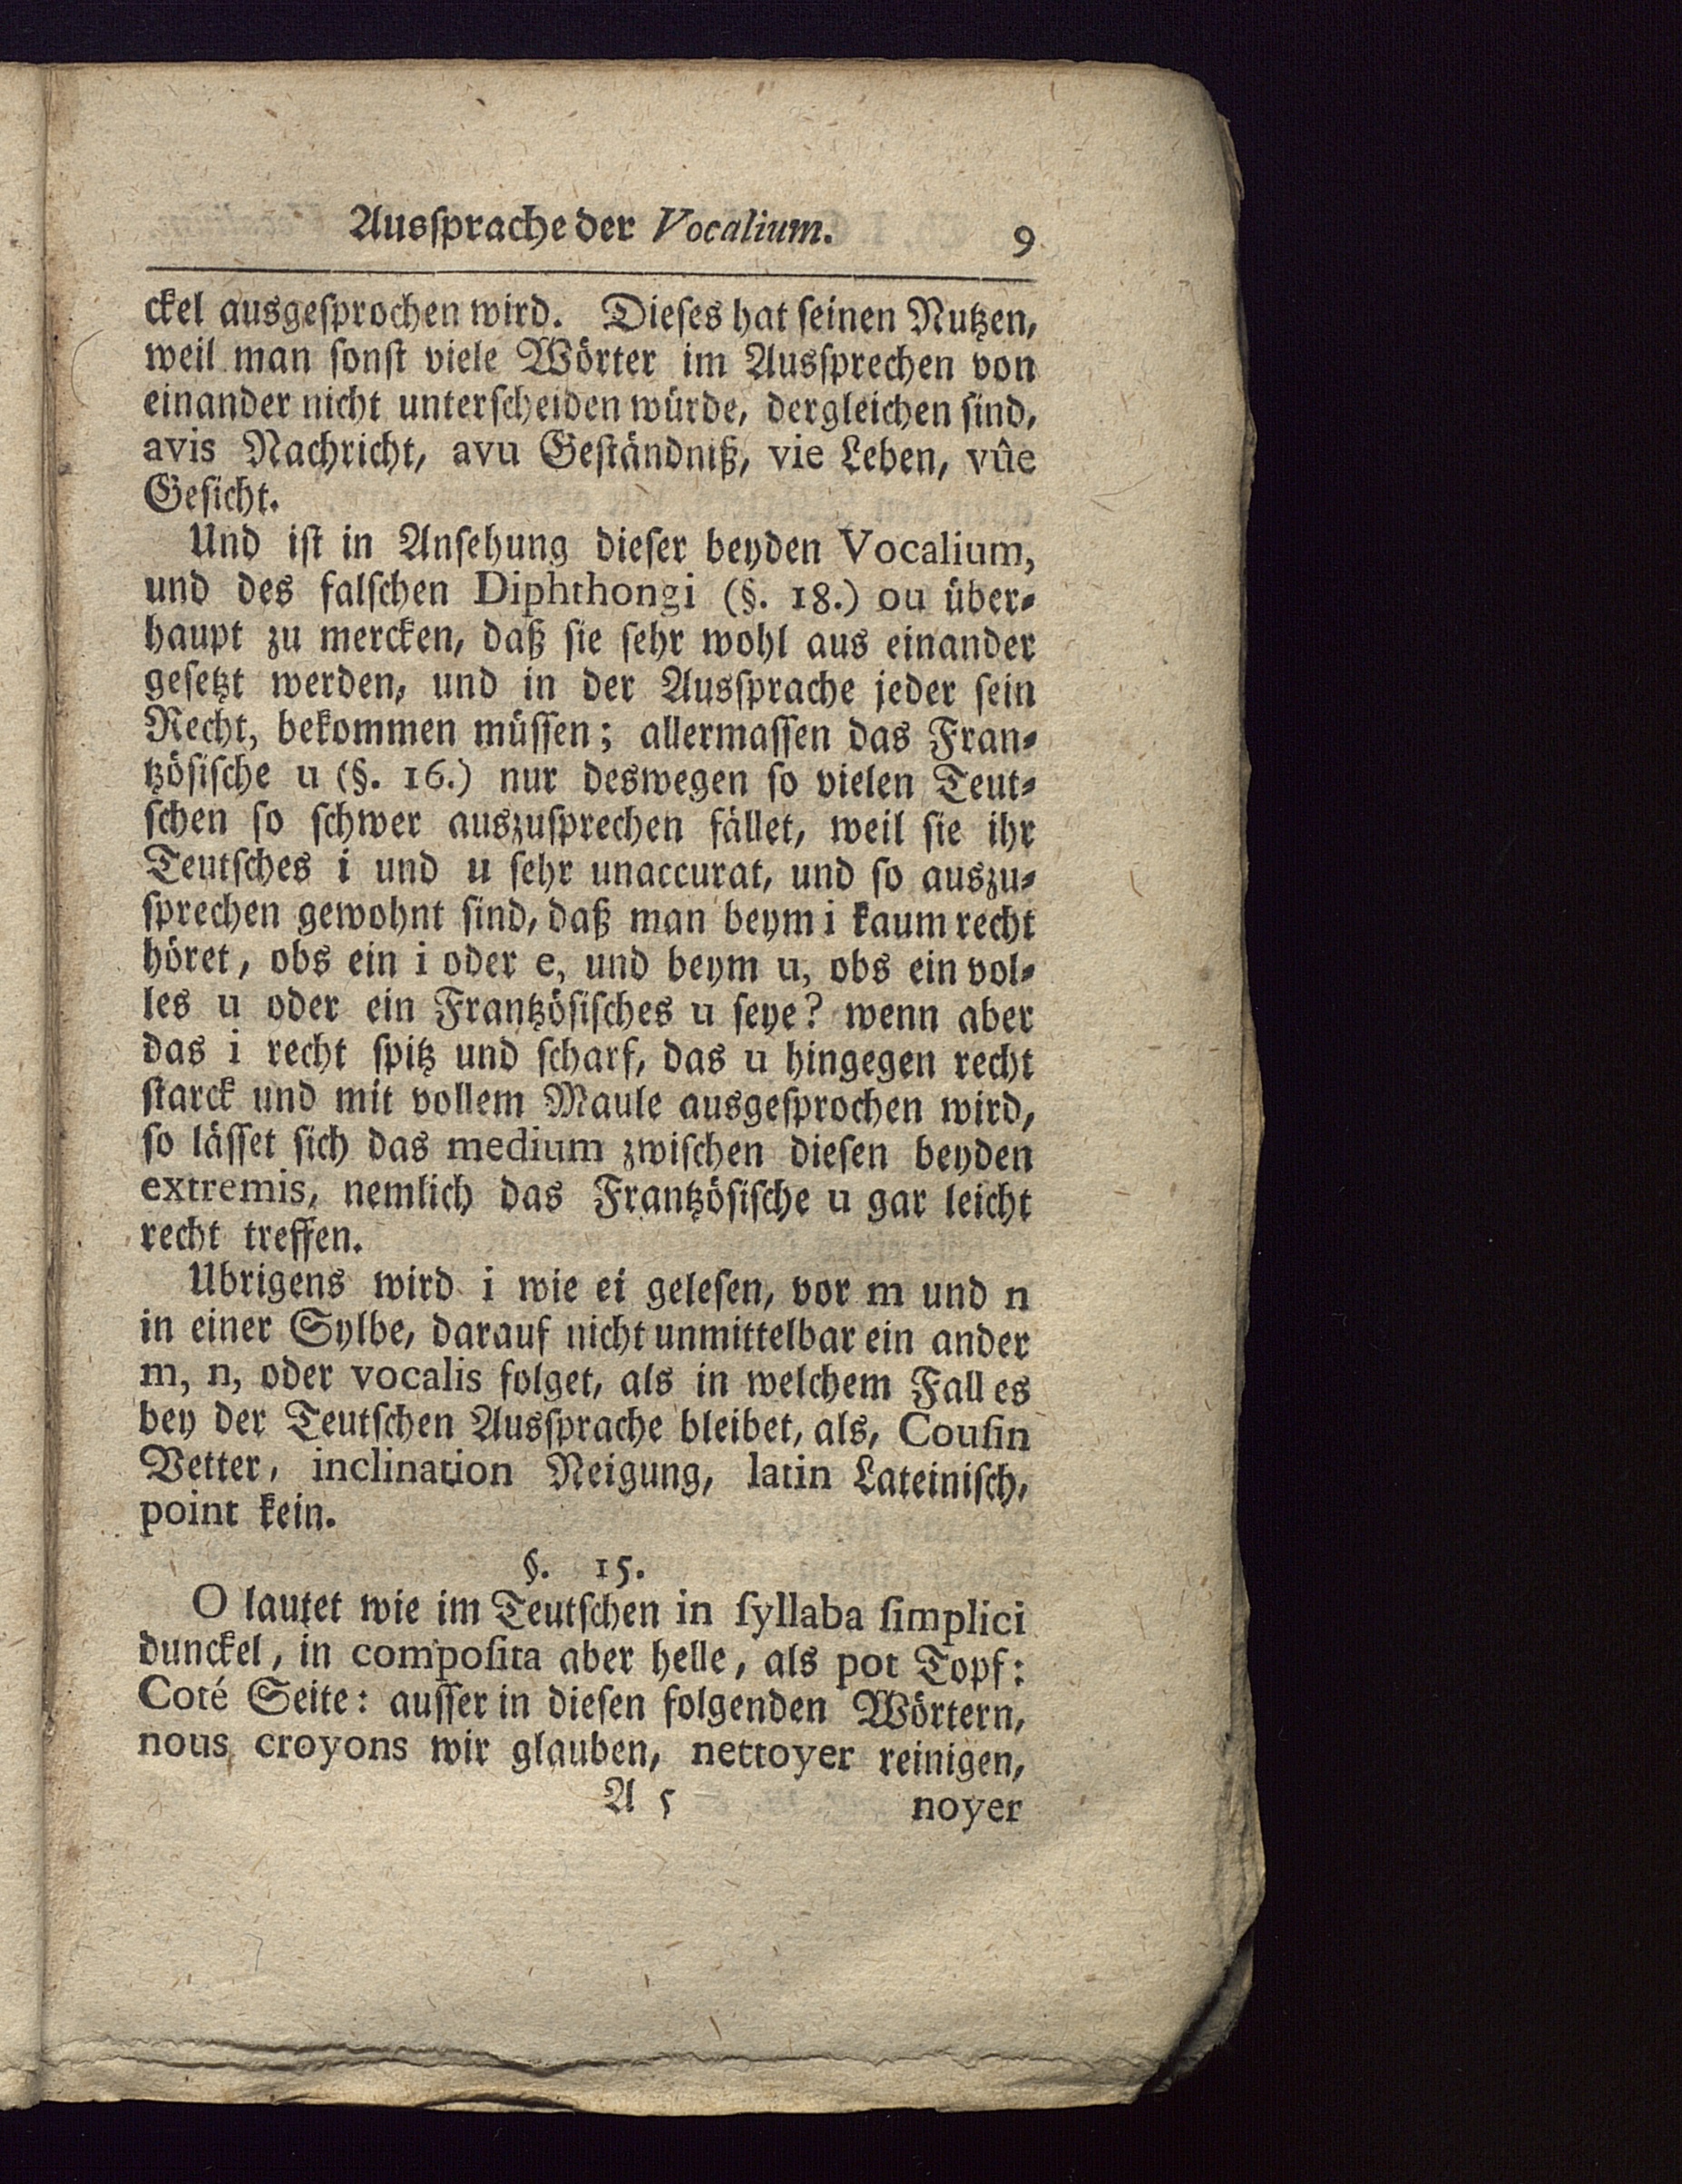 Ausſprache der Vocalium. 9
ckel ausgeſprochen wird. Dieſes hat ſeinen Nutzen,
weil man ſonſt viele Wörter im Ausſprechen von
einander nicht unterſcheiden würde, dergleichen ſind,
avis Nachricht, avu Geſtändniß, vie Leben, vûe
Geſicht.
Und iſt in Anſehung dieſer beyden Vocalium,
und des falſchen Diphthongi (§. 18.) ou über⸗
haupt zu mercken, daß ſie ſehr wohl aus einander
geſetzt werden, und in der Ausſprache jeder ſein
Recht, bekommen müſſen; allermaſſen das Fran⸗
tzöſiſche u (§. 16.) nur deswegen ſo vielen Teut⸗
ſchen ſo ſchwer auszuſprechen fället, weil ſie ihr
Teutſches i und u ſehr unaccurat, und ſo auszu⸗
ſprechen gewohnt ſind, daß man beym i kaum recht
höret, obs ein i oder e, und beym u, obs ein vol⸗
les u oder ein Frantzöſiſches u ſeye? wenn aber
das i recht ſpitz und ſcharf, das u hingegen recht
ſtarck und mit vollem Maule ausgeſprochen wird,
ſo läſſet ſich das medium zwiſchen dieſen beyden
extremis, nemlich das Frantzöſiſche u gar leicht
recht treffen.
Ubrigens wird i wie ei geleſen, vor m und n
in einer Sylbe, darauf nicht unmittelbar ein ander
m, n, oder vocalis folget, als in welchem Fall es
bey der Teutſchen Ausſprache bleibet, als, Couſin
Vetter, inclination Neigung, latin Lateiniſch,
point kein.
§. 15.
O lautet wie im Teutſchen in ſyllaba ſimplici
dunckel, in compoſita aber helle, als pot Topf:
Coté Seite: auſſer in dieſen folgenden Wörtern,
nous croyons wir glauben, nettoyer reinigen,
A 5 noyer